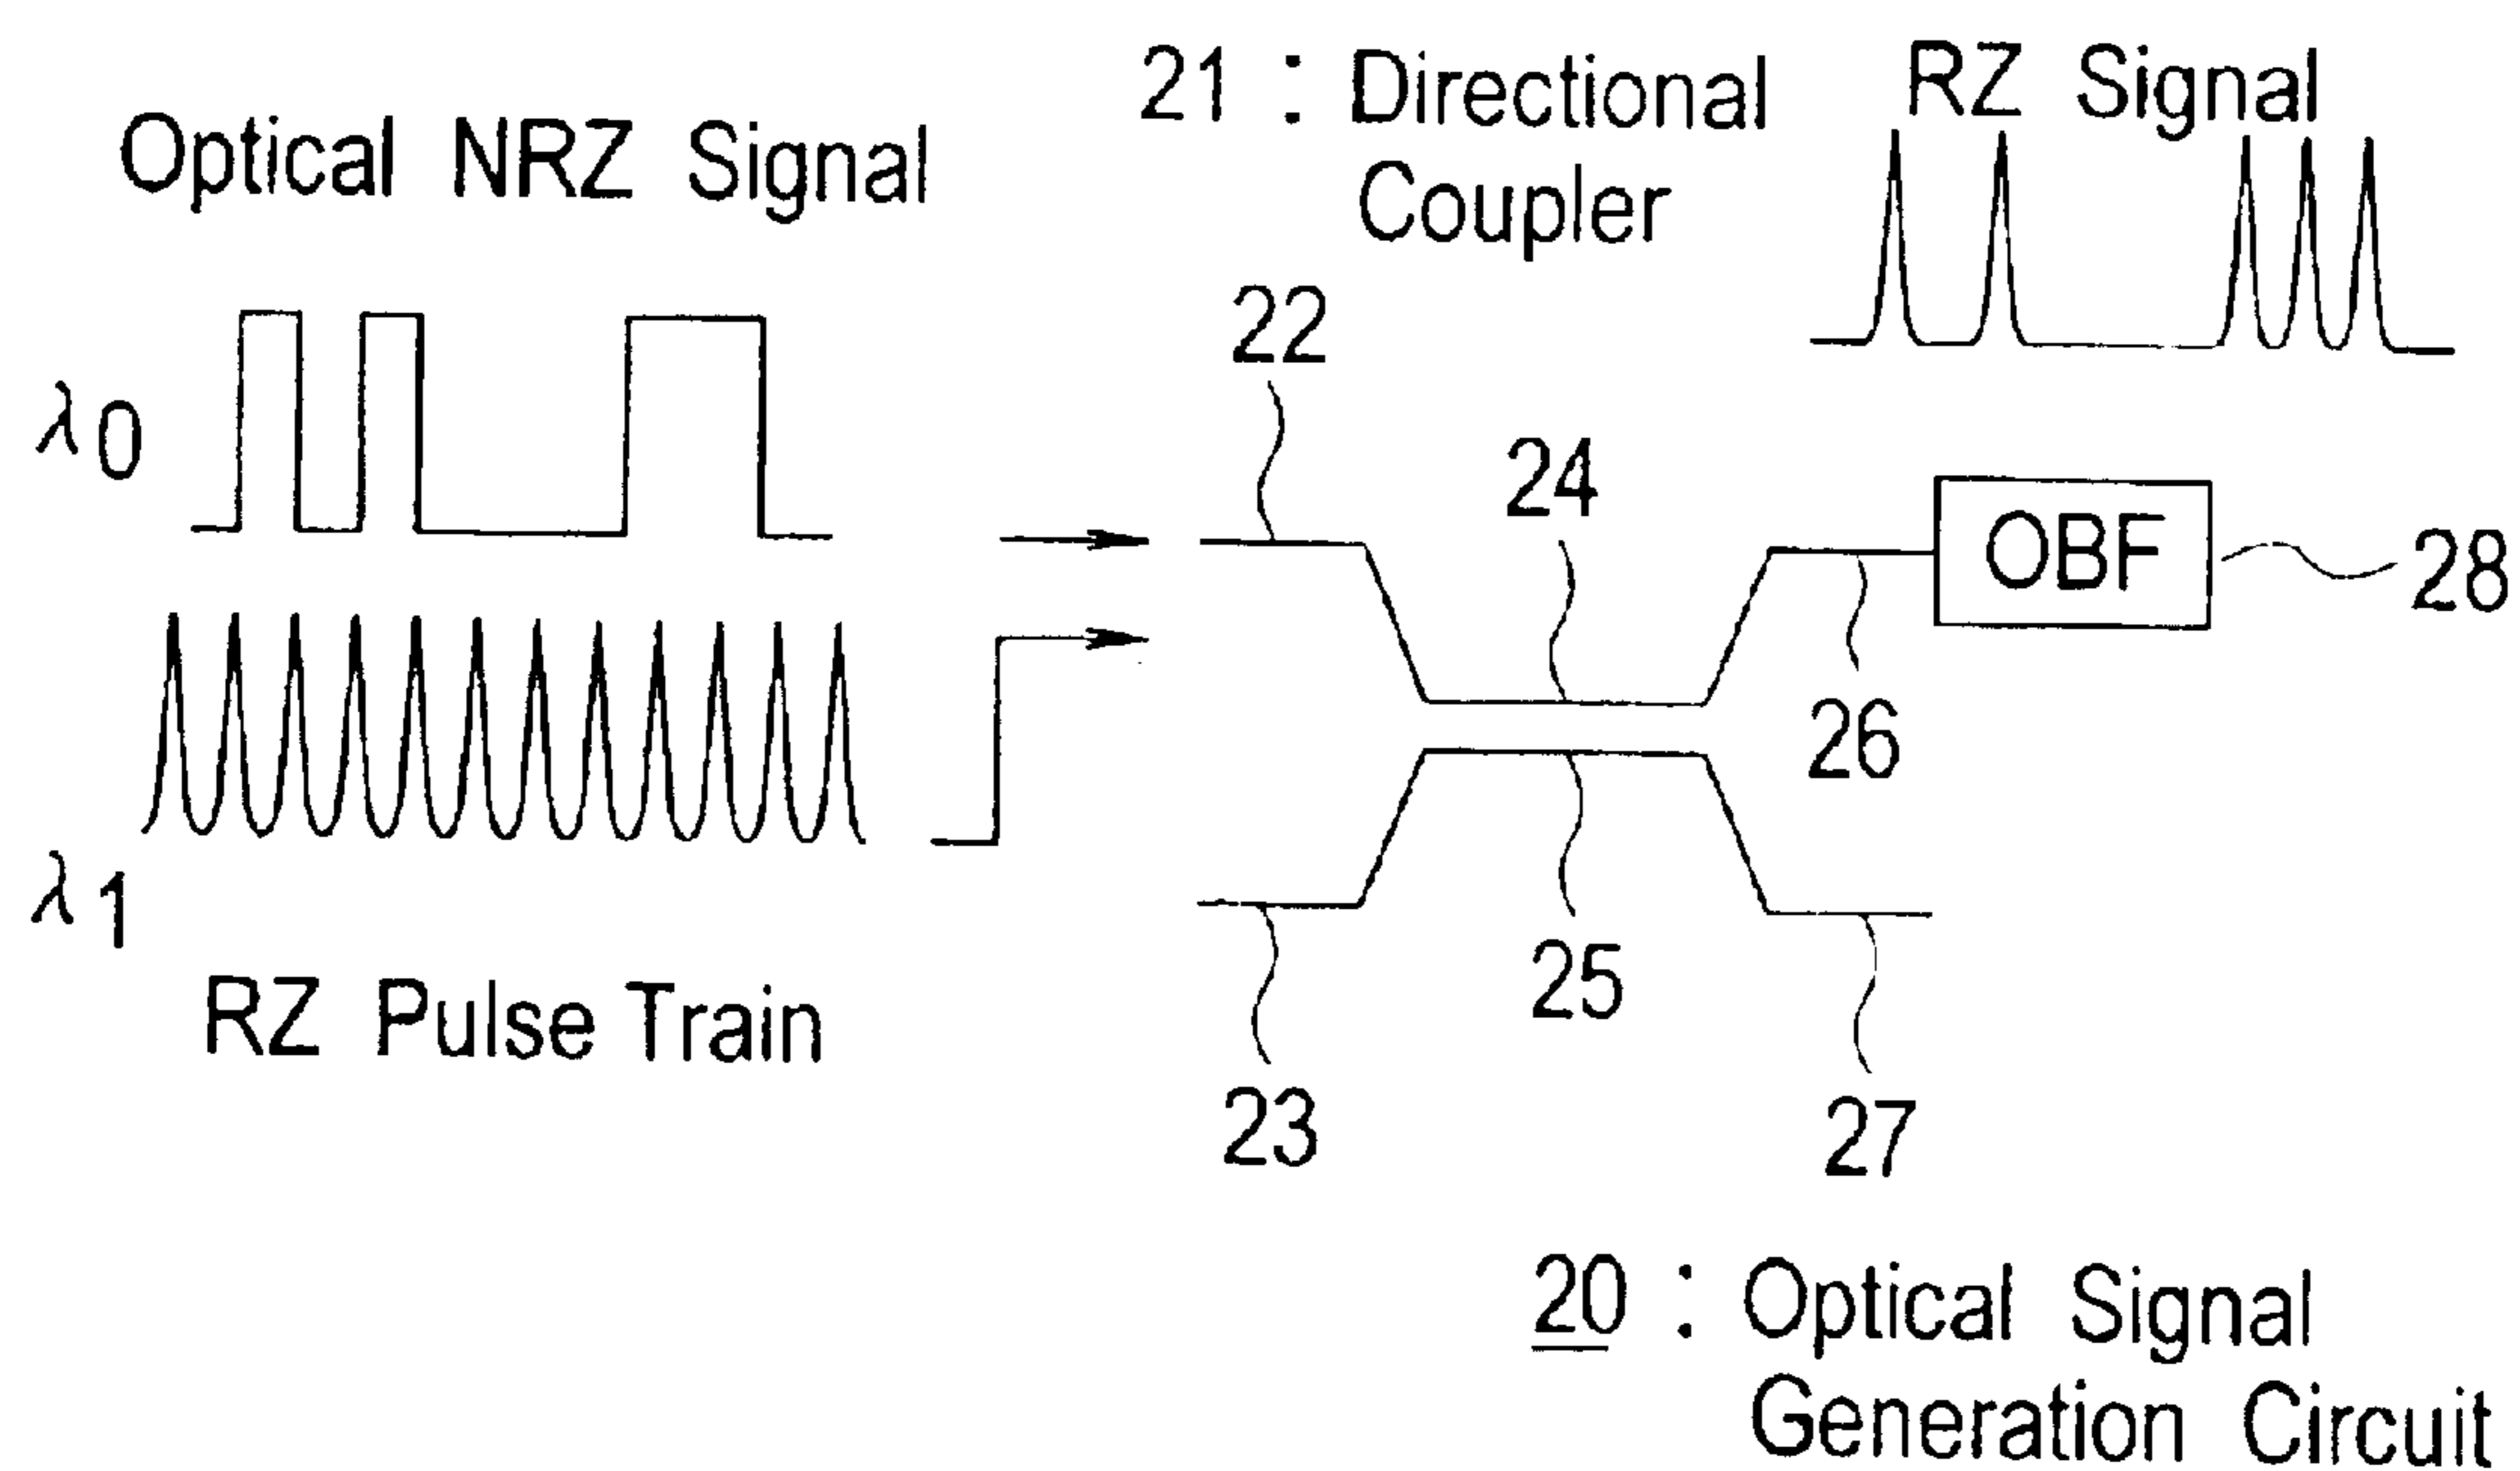 Optical NRZ Signal
21 : Directional
Coupler
RZ Signal
λ0
22
24
OBF
28
26
λ1
RZ Pulse Train
25
23
27
20 : Optical Signal
Generation Circuit